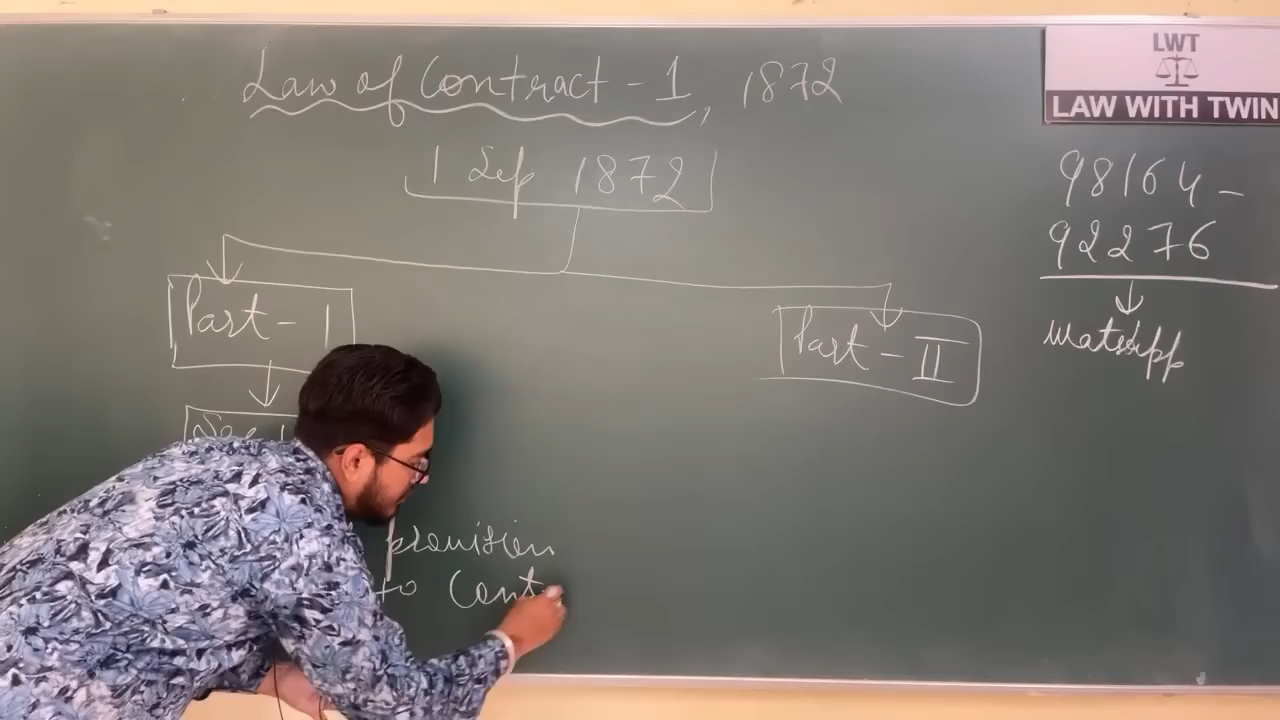 Law of Contract - 1, 1872
1 Sep 1872
Part - I
Sec 1
provision
to Cont
Part - II
LWT
LAW WITH TWIN
98164-
92276
WatsApp